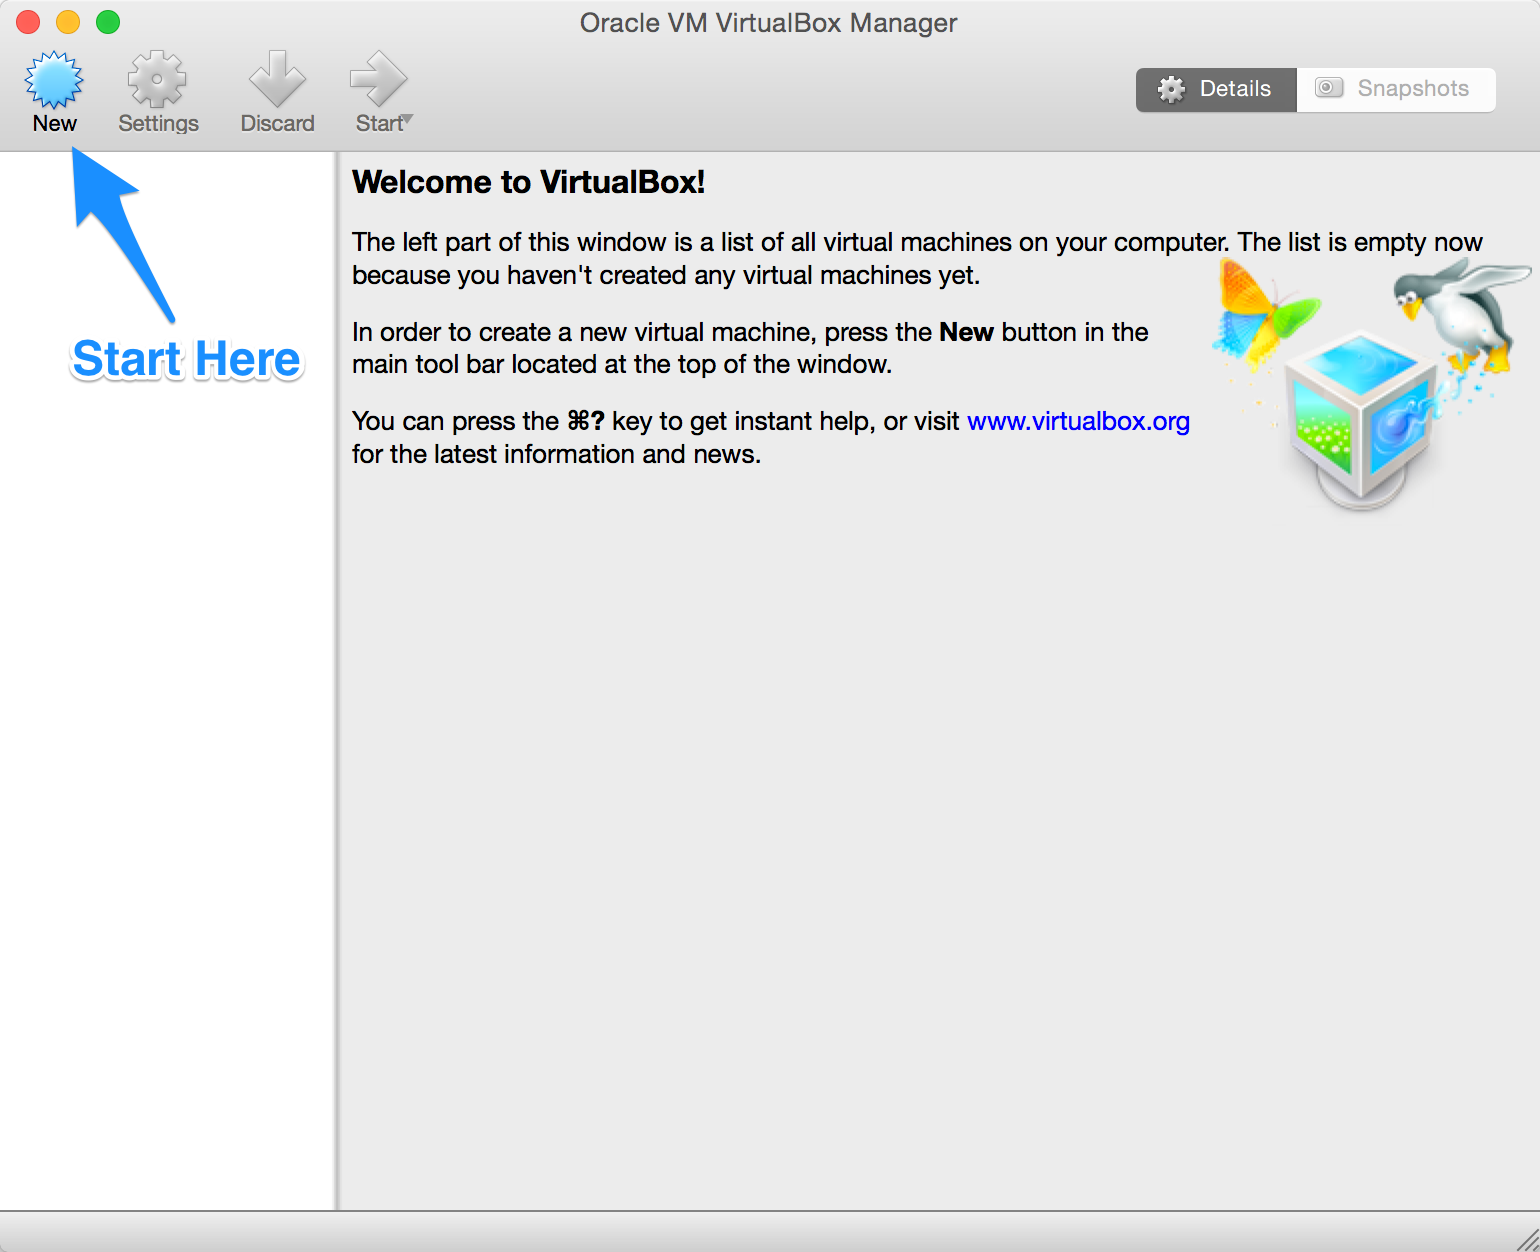 Oracle VM VirtualBox Manager
New
Settings
Discard
Start
Details
Snapshots
Start Here
Welcome to VirtualBox!
The left part of this window is a list of all virtual machines on your computer. The list is empty now
because you haven't created any virtual machines yet.
In order to create a new virtual machine, press the New button in the
main tool bar located at the top of the window.
You can press the ⌘? key to get instant help, or visit www.virtualbox.org
for the latest information and news.